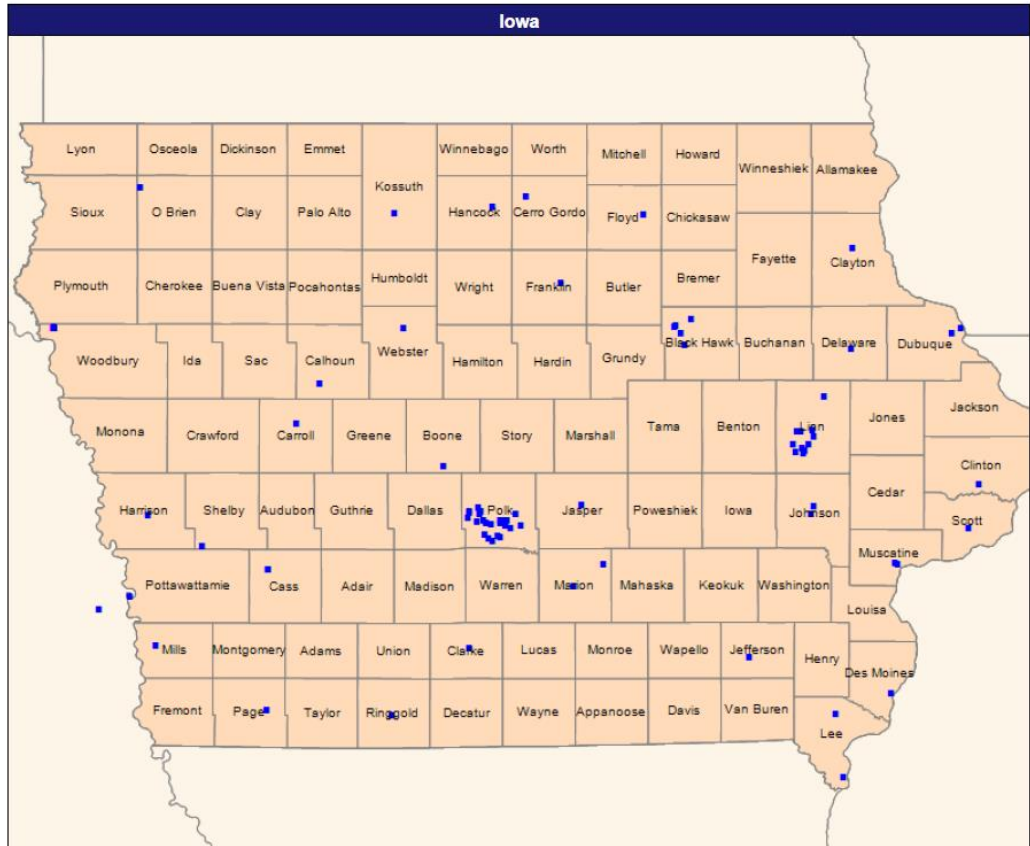 Iowa
Lyon Osceola Dickinson Emmet Winnebago Worth Mitchell Howard Winneshiek Allamakee
Kossuth
Sioux O Brien Clay Palo Alto Hancock Cerro Gordo Floyd Chickasaw
Fayette Clayton
Plymouth Cherokee Buena Vista Pocahontas Humboldt Wright Franklin Butler Bremer
Woodbury Ida Sac Calhoun Webster Hamilton Hardin Grundy Black Hawk Buchanan Delaware Dubuque
Monona Crawford Carroll Greene Boone Story Marshall Tama Benton Linn Jones Jackson
Clinton
Harrison Shelby Audubon Guthrie Dallas Polk Jasper Poweshiek Iowa Johnson Cedar Scott
Muscatine
Pottawattamie Cass Adair Madison Warren Marion Mahaska Keokuk Washington
Louisa
Mills Montgomery Adams Union Clarke Lucas Monroe Wapello Jefferson Henry Des Moines
Fremont Page Taylor Ringgold Decatur Wayne Appanoose Davis Van Buren
Lee